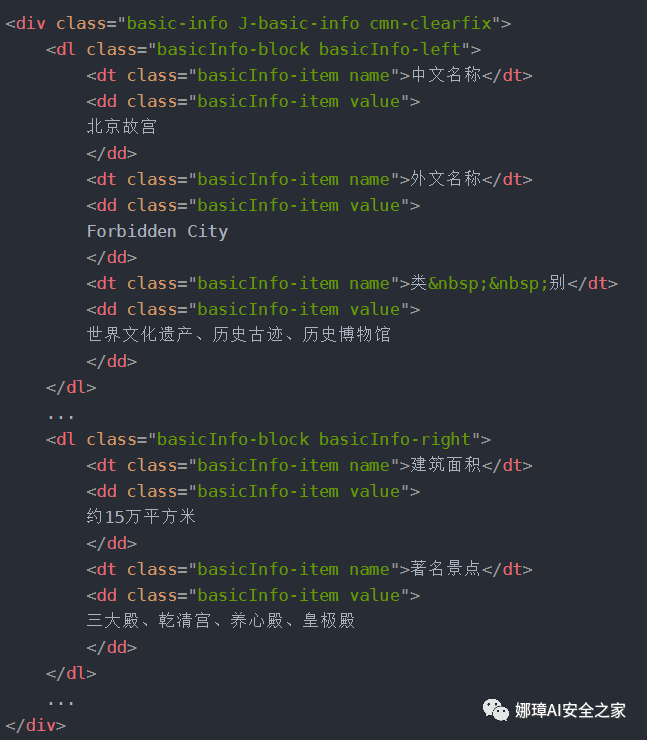 <div class="basic-info J-basic-info cmn-clearfix">
    <dl class="basicInfo-block basicInfo-left">
        <dt class="basicInfo-item name">中文名称</dt>
        <dd class="basicInfo-item value">
        北京故宫
        </dd>
        <dt class="basicInfo-item name">外文名称</dt>
        <dd class="basicInfo-item value">
        Forbidden City
        </dd>
        <dt class="basicInfo-item name">类&nbsp;&nbsp;别</dt>
        <dd class="basicInfo-item value">
        世界文化遗产、历史古迹、历史博物馆
        </dd>
    </dl>
    ...
    <dl class="basicInfo-block basicInfo-right">
        <dt class="basicInfo-item name">建筑面积</dt>
        <dd class="basicInfo-item value">
        约15万平方米
        </dd>
        <dt class="basicInfo-item name">著名景点</dt>
        <dd class="basicInfo-item value">
        三大殿、乾清宫、养心殿、皇极殿
        </dd>
    </dl>
    ...
</div>
娜璋AI安全之家